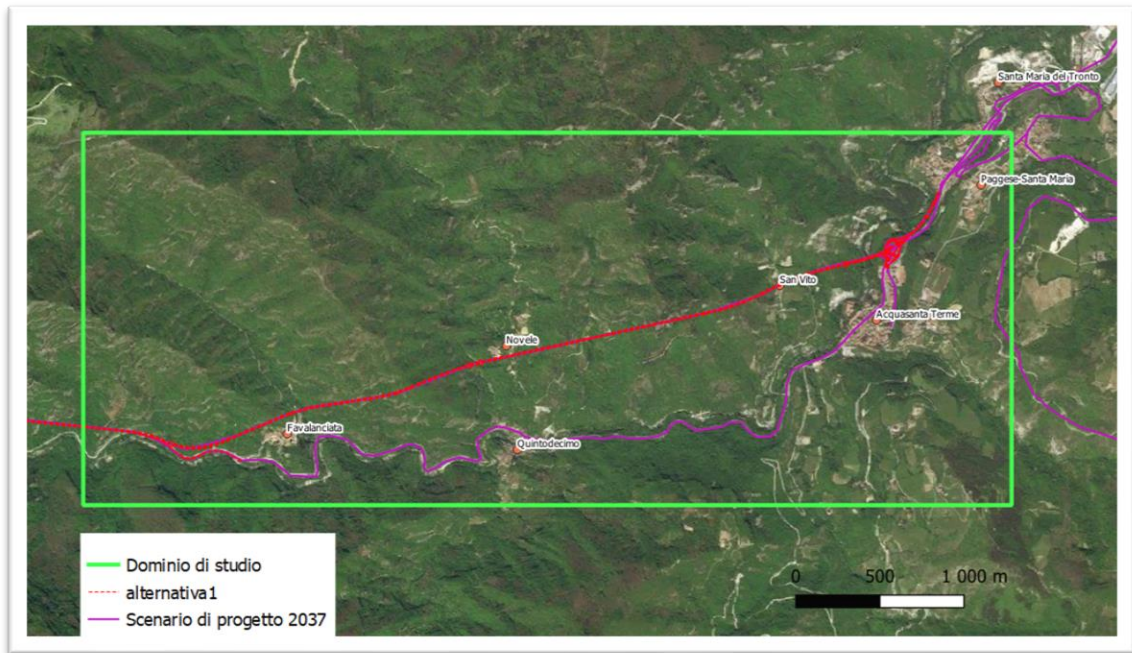 Santa Maria del Tronto
Paggese-Santa Maria
San Vito
Acquasanta Terme
Novele
Favalanciata
Quintodecimo
Dominio di studio
alternativa1
Scenario di progetto 2037
0 500 1 000 m